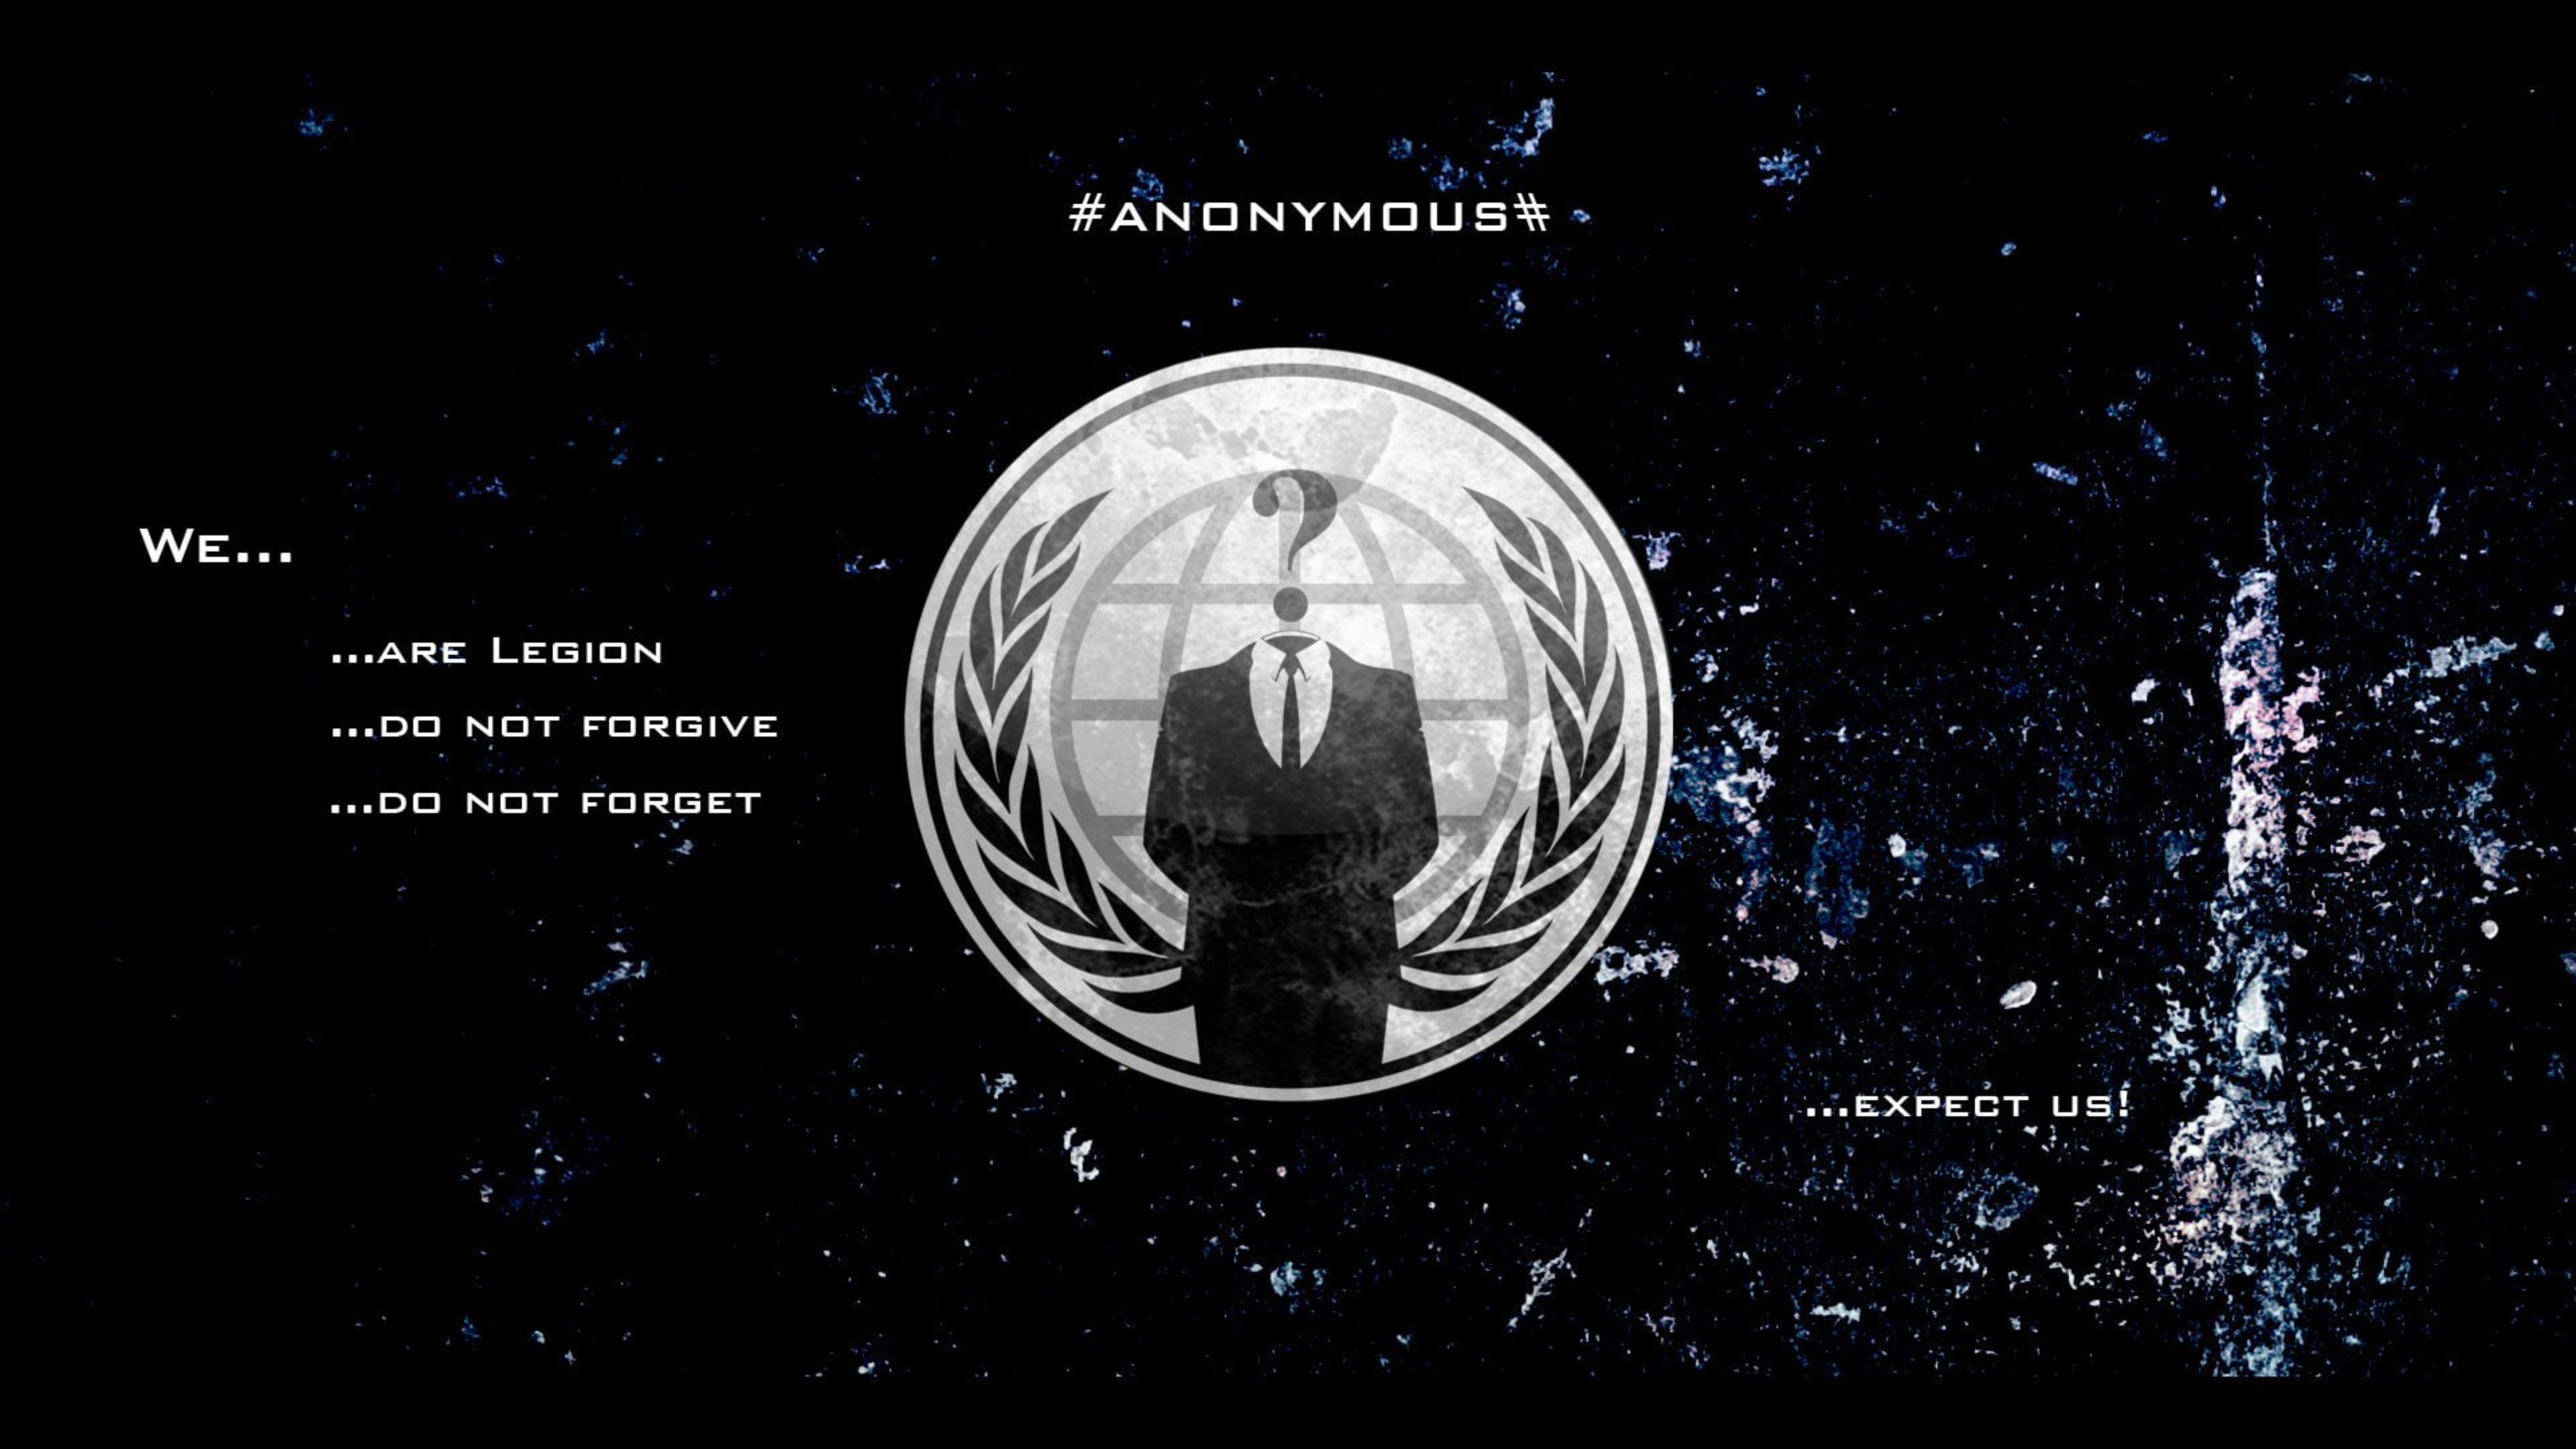 #ANONYMOUS#
WE...
...ARE LEGION
...DO NOT FORGIVE
...DO NOT FORGET
?
...EXPECT US!